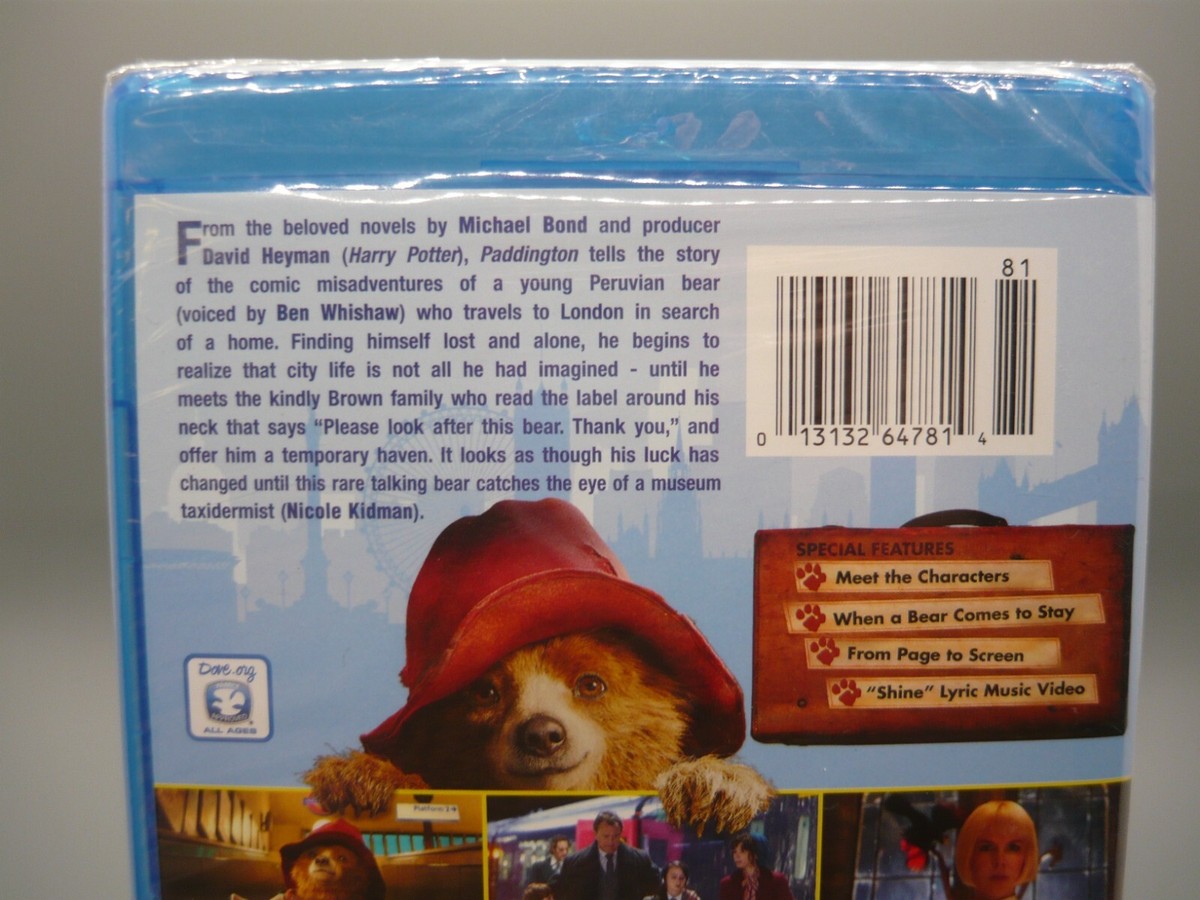 From the beloved novels by Michael Bond and producer
David Heyman (Harry Potter), Paddington tells the story
of the comic misadventures of a young Peruvian bear
(voiced by Ben Whishaw) who travels to London in search
of a home. Finding himself lost and alone, he begins to
realize that city life is not all he had imagined - until he
meets the kindly Brown family who read the label around his
neck that says “Please look after this bear. Thank you,” and
offer him a temporary haven. It looks as though his luck has
changed until this rare talking bear catches the eye of a museum
taxidermist (Nicole Kidman).
81
0 13132 64781 4
SPECIAL FEATURES
Meet the Characters
When a Bear Comes to Stay
From Page to Screen
“Shine” Lyric Music Video
Dove.org
APPROVED
ALL AGES